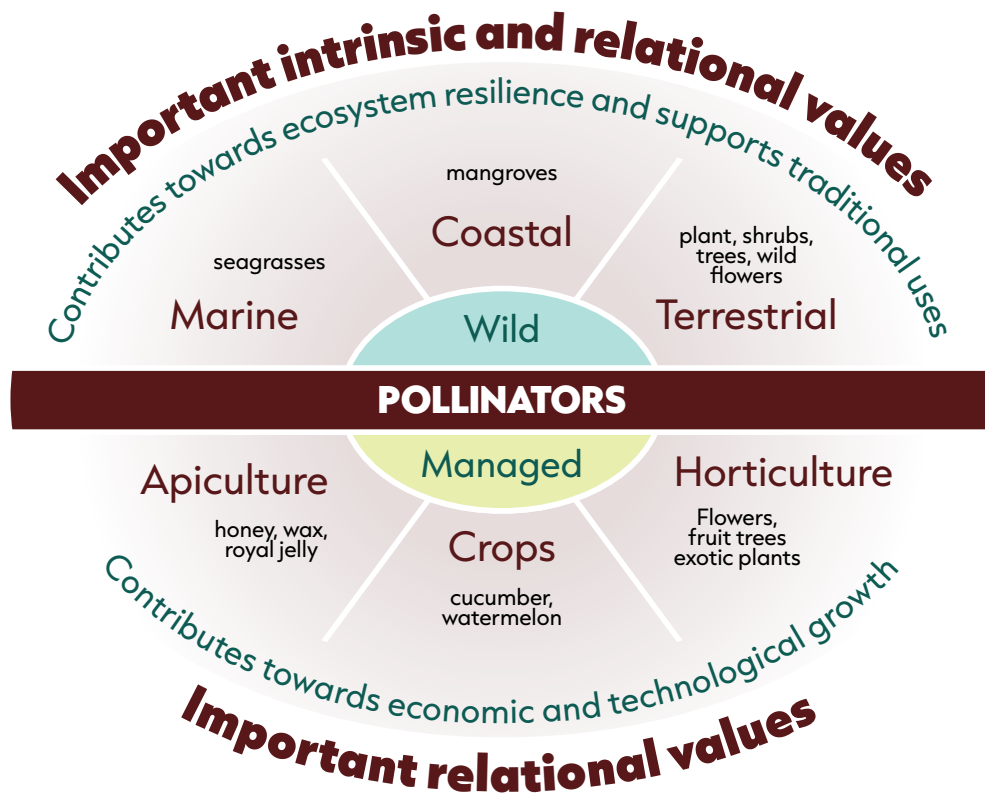 Important intrinsic and relational values
Contributes towards ecosystem resilience and supports traditional uses
mangroves
Coastal
seagrasses
Marine
plant, shrubs,
trees, wild
flowers
Terrestrial
Wild
POLLINATORS
Managed
Apiculture
honey, wax,
royal jelly
Crops
cucumber,
watermelon
Horticulture
Flowers,
fruit trees
exotic plants
Contributes towards economic and technological growth
Important relational values